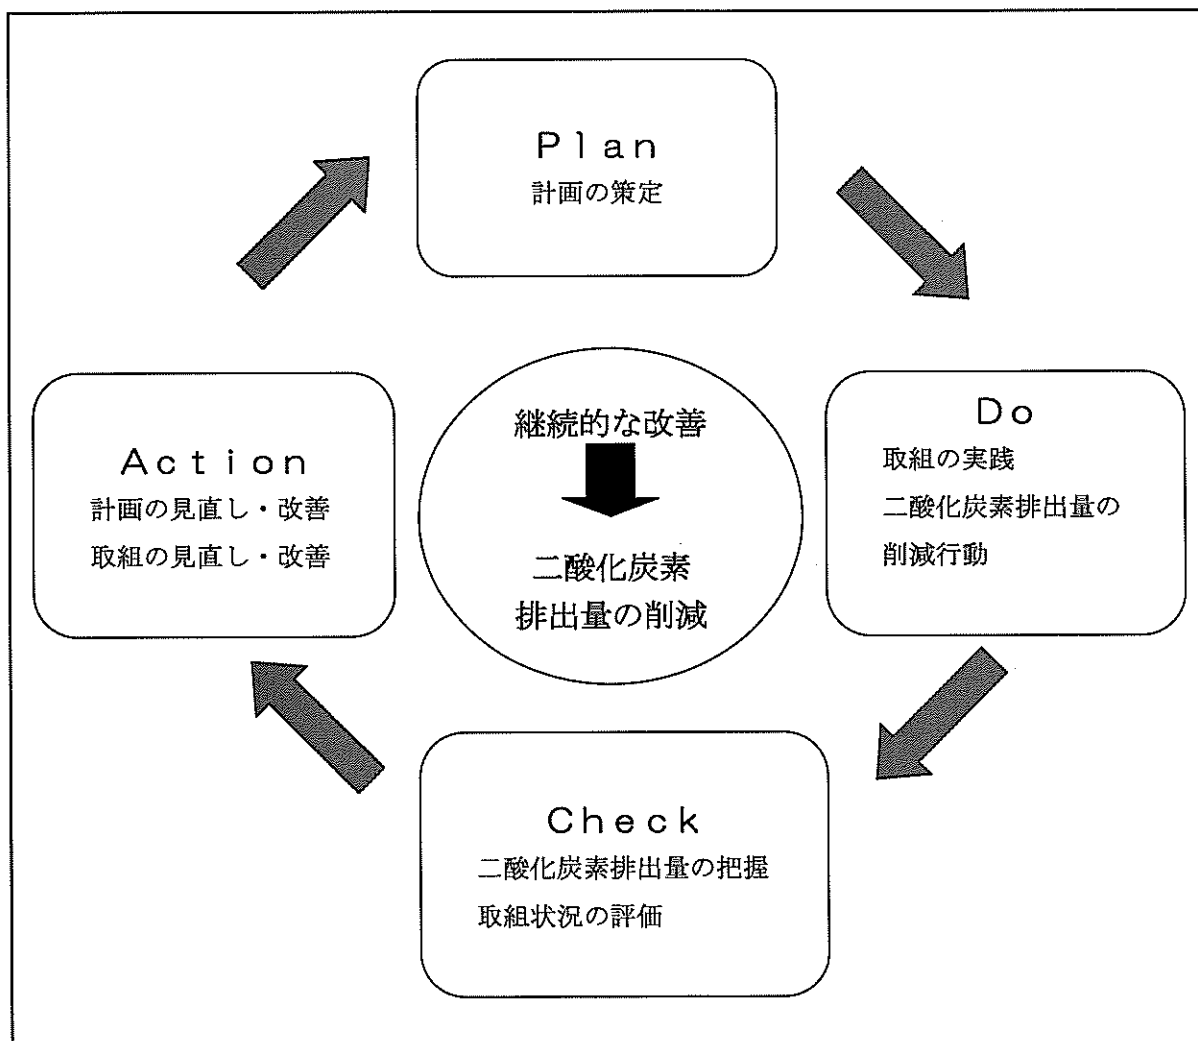 Plan
計画の策定
Do
取組の実践
二酸化炭素排出量の
削減行動
Check
二酸化炭素排出量の把握
取組状況の評価
Action
計画の見直し・改善
取組の見直し・改善
継続的な改善
二酸化炭素
排出量の削減